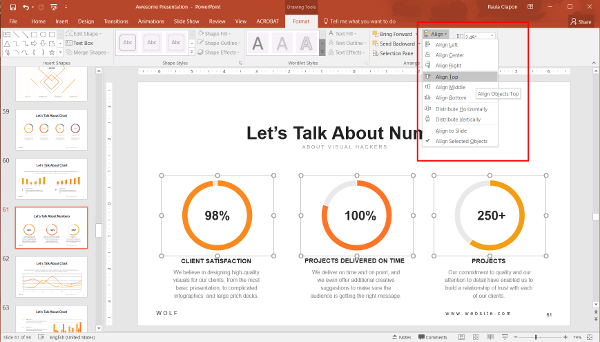 Awesome Presentation - PowerPoint
Drawing Tools
Paula Clapon
File Home Insert Design Transitions Animations Slide Show Review View ACROBAT Format Tell me what you want to do... Share
Edit Shape
Text Box
Merge Shapes
Insert Shapes
Abc Abc Abc
Shape Fill
Shape Outline
Shape Effects
Shape Styles
A A A
Text Fill
Text Outline
Text Effects
WordArt Styles
Bring Forward
Send Backward
Selection Pane
Arrange
Align
Align Left
Align Center
Align Right
Align Top
Align Middle
Align Bottom
Align Objects Top
Distribute Horizontally
Distribute Vertically
Align to Slide
Align Selected Objects
59
Let's Talk About Chart
60
Let's Talk About Chart
61
Let's Talk About Numbers
62
Let's Talk About Chart
63
Let's Talk About Chart
Let's Talk About Num
ABOUT VISUAL HACKERS
98%
100%
250+
CLIENT SATISFACTION
We believe in designing high-quality
visuals for our clients, from the most
basic presentation, to complicated
infographics, and large pitch decks
PROJECTS DELIVERED ON TIME
We deliver on time and on point, and
we even offer additional creative
suggestions to make sure the
audience is getting the right message.
PROJECTS
Our commitment to quality and our
attention to detail have enabled us to
build a relationship of trust with each
of our clients.
WOLF
www.website.com
61
English (United States)
Notes
Comments